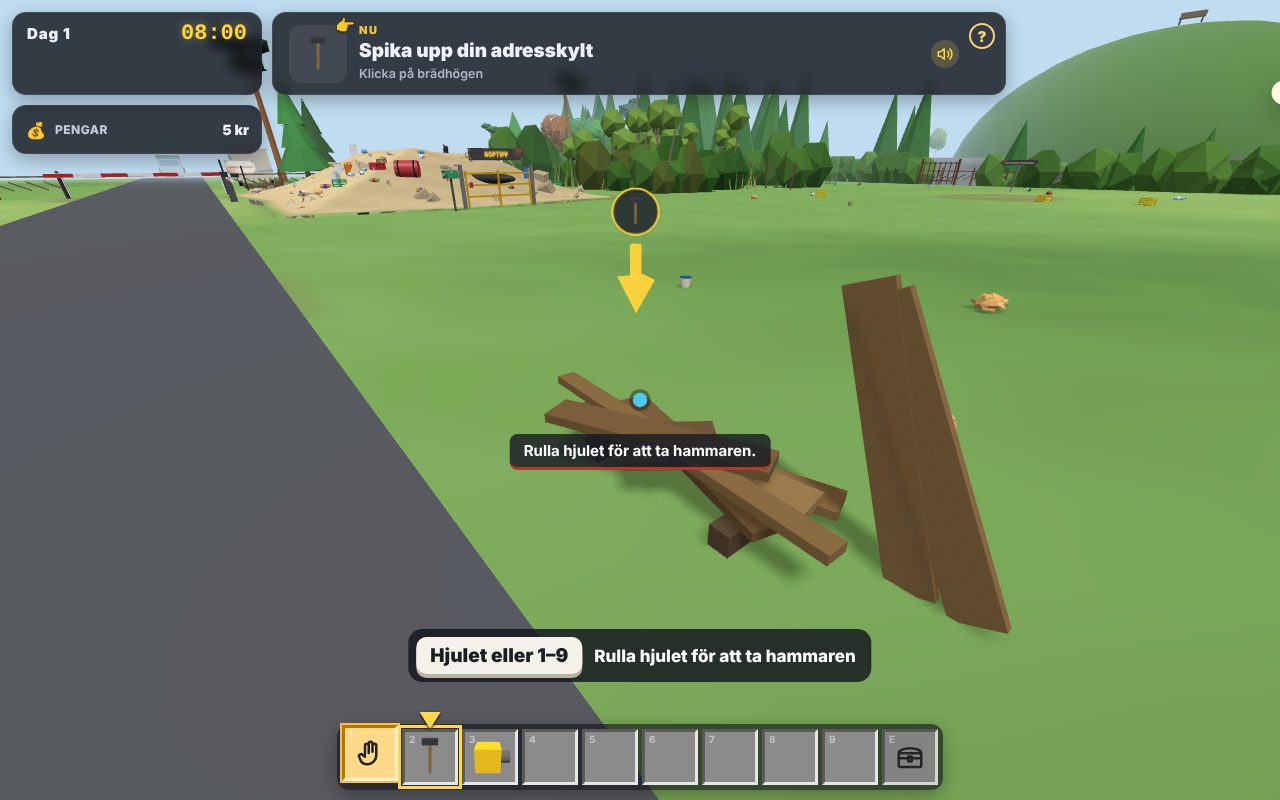 Dag 1
08:00
PENGAR
5 kr
NU
Spika upp din adresskylt
Klicka på brädhögen
?
SOPTIPP
Rulla hjulet för att ta hammaren.
Hjulet eller 1–9
Rulla hjulet för att ta hammaren
1
2
3
4
5
6
7
8
9
E